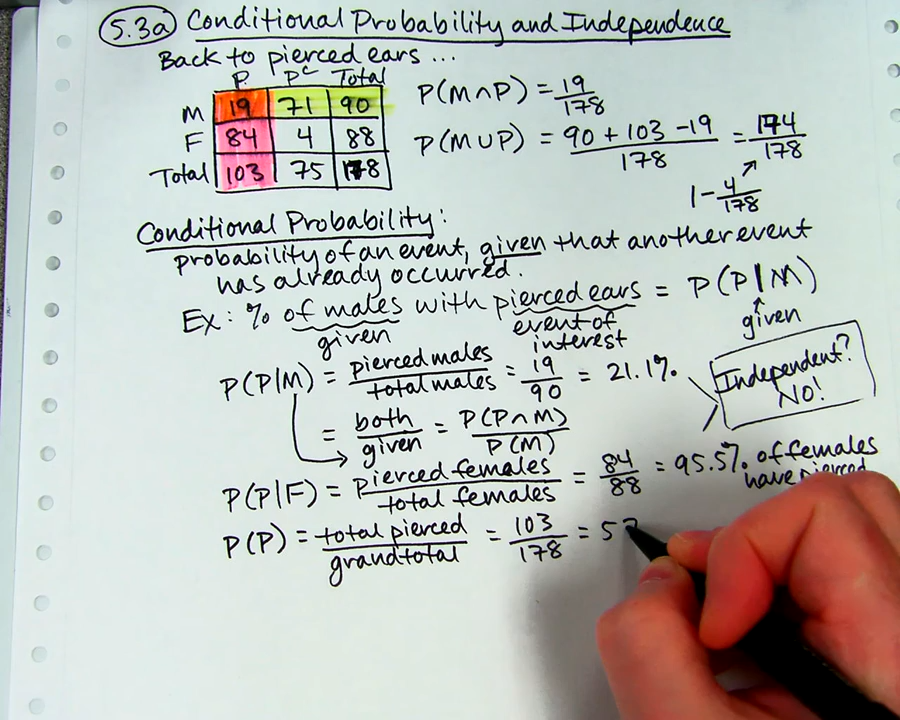 5.3a Conditional Probability and Independence
Back to pierced ears ...
P Pᶜ Total
M 19 71 90
F 84 4 88
Total 103 75 178
P(M∩P) = 19/178
P(M∪P) = (90 + 103 - 19)/178 = 174/178
1 - 4/178
Conditional Probability:
probability of an event, given that another event
has already occurred.
Ex: % of males with pierced ears = P(P|M)
given event of interest given
P(P|M) = pierced males/total males = 19/90 = 21.1%
= both/given = P(P∩M)/P(M)
Independent?
NO!
P(P|F) = pierced females/total females = 84/88 = 95.5% of females
have pierced
P(P) = total pierced/grand total = 103/178 = 5